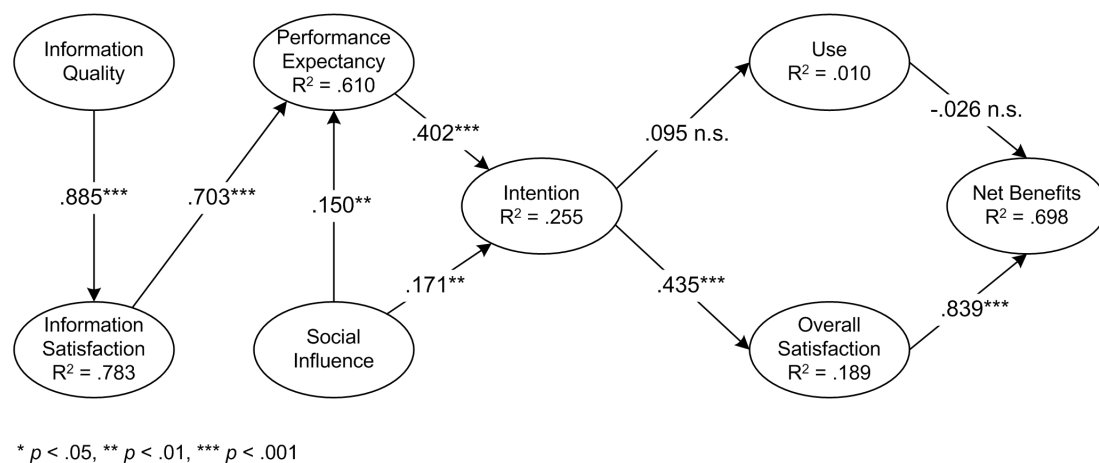 Information
Quality
Performance
Expectancy
R² = .610
Use
R² = .010
.885***
.703***
.150**
.402***
.171**
Intention
R² = .255
.095 n.s.
.435***
-.026 n.s.
.839***
Net Benefits
R² = .698
Information
Satisfaction
R² = .783
Social
Influence
Overall
Satisfaction
R² = .189
* p < .05, ** p < .01, *** p < .001